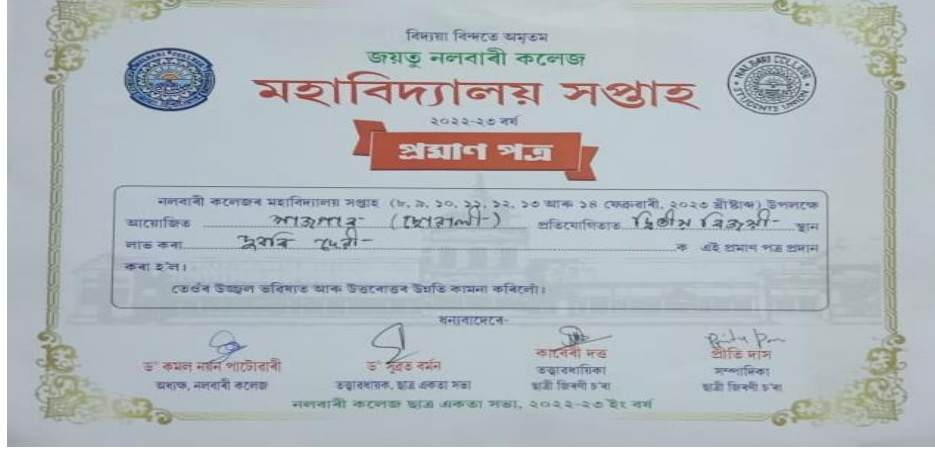 বিদ্যয়া বিন্দতে অমৃতম
জয়তু নলবাৰী কলেজ
মহাবিদ্যালয় সপ্তাহ
২০২২-২৩ বৰ্ষ
প্ৰমাণ পত্ৰ
নলবাৰী কলেজৰ মহাবিদ্যালয় সপ্তাহ (৮, ৯, ১০, ১১, ১২, ১৩ আৰু ১৪ ফেব্ৰুৱাৰী, ২০২৩ খ্ৰীষ্টাব্দ) উপলক্ষে
আয়োজিত (ছোৱালী) প্ৰতিযোগিতাত দ্বিতীয় বিজয়ী স্থান
লাভ কৰা দেৱী ক এই প্ৰমাণ পত্ৰ প্ৰদান
কৰা হ'ল।
তেওঁৰ উজ্জ্বল ভৱিষ্যত আৰু উত্তৰোত্তৰ উন্নতি কামনা কৰিলোঁ।
ধন্যবাদেৰে-
ড° কমল নয়ন পাটোৱাৰী
অধ্যক্ষ, নলবাৰী কলেজ
ড° সুব্ৰত বৰ্মন
তত্বাৱধায়ক, ছাত্ৰ একতা সভা
কাবেৰী দত্ত
তত্বাৱধায়িকা
ছাত্ৰী জিৰণী চ'ৰা
প্ৰীতি দাস
সম্পাদিকা
ছাত্ৰী জিৰণী চ'ৰা
নলবাৰী কলেজ ছাত্ৰ একতা সভা, ২০২২-২৩ ইং বৰ্ষ
NALBARI COLLEGE
STUDENTS UNION